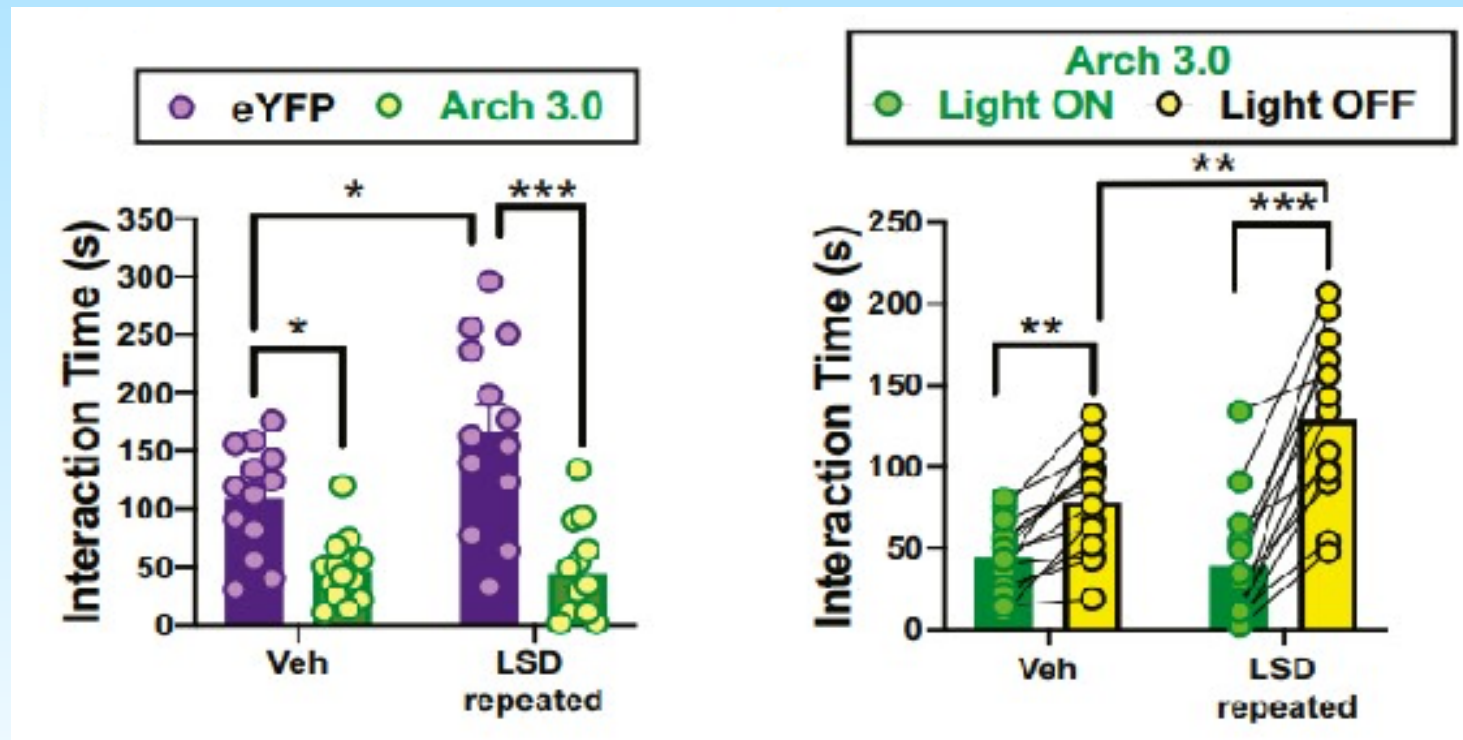 eYFP Arch 3.0
* ***
*
Interaction Time (s)
350
300
250
200
150
100
50
0
Veh LSD
repeated
Arch 3.0
Light ON Light OFF
**
***
**
Interaction Time (s)
250
200
150
100
50
0
Veh LSD
repeated